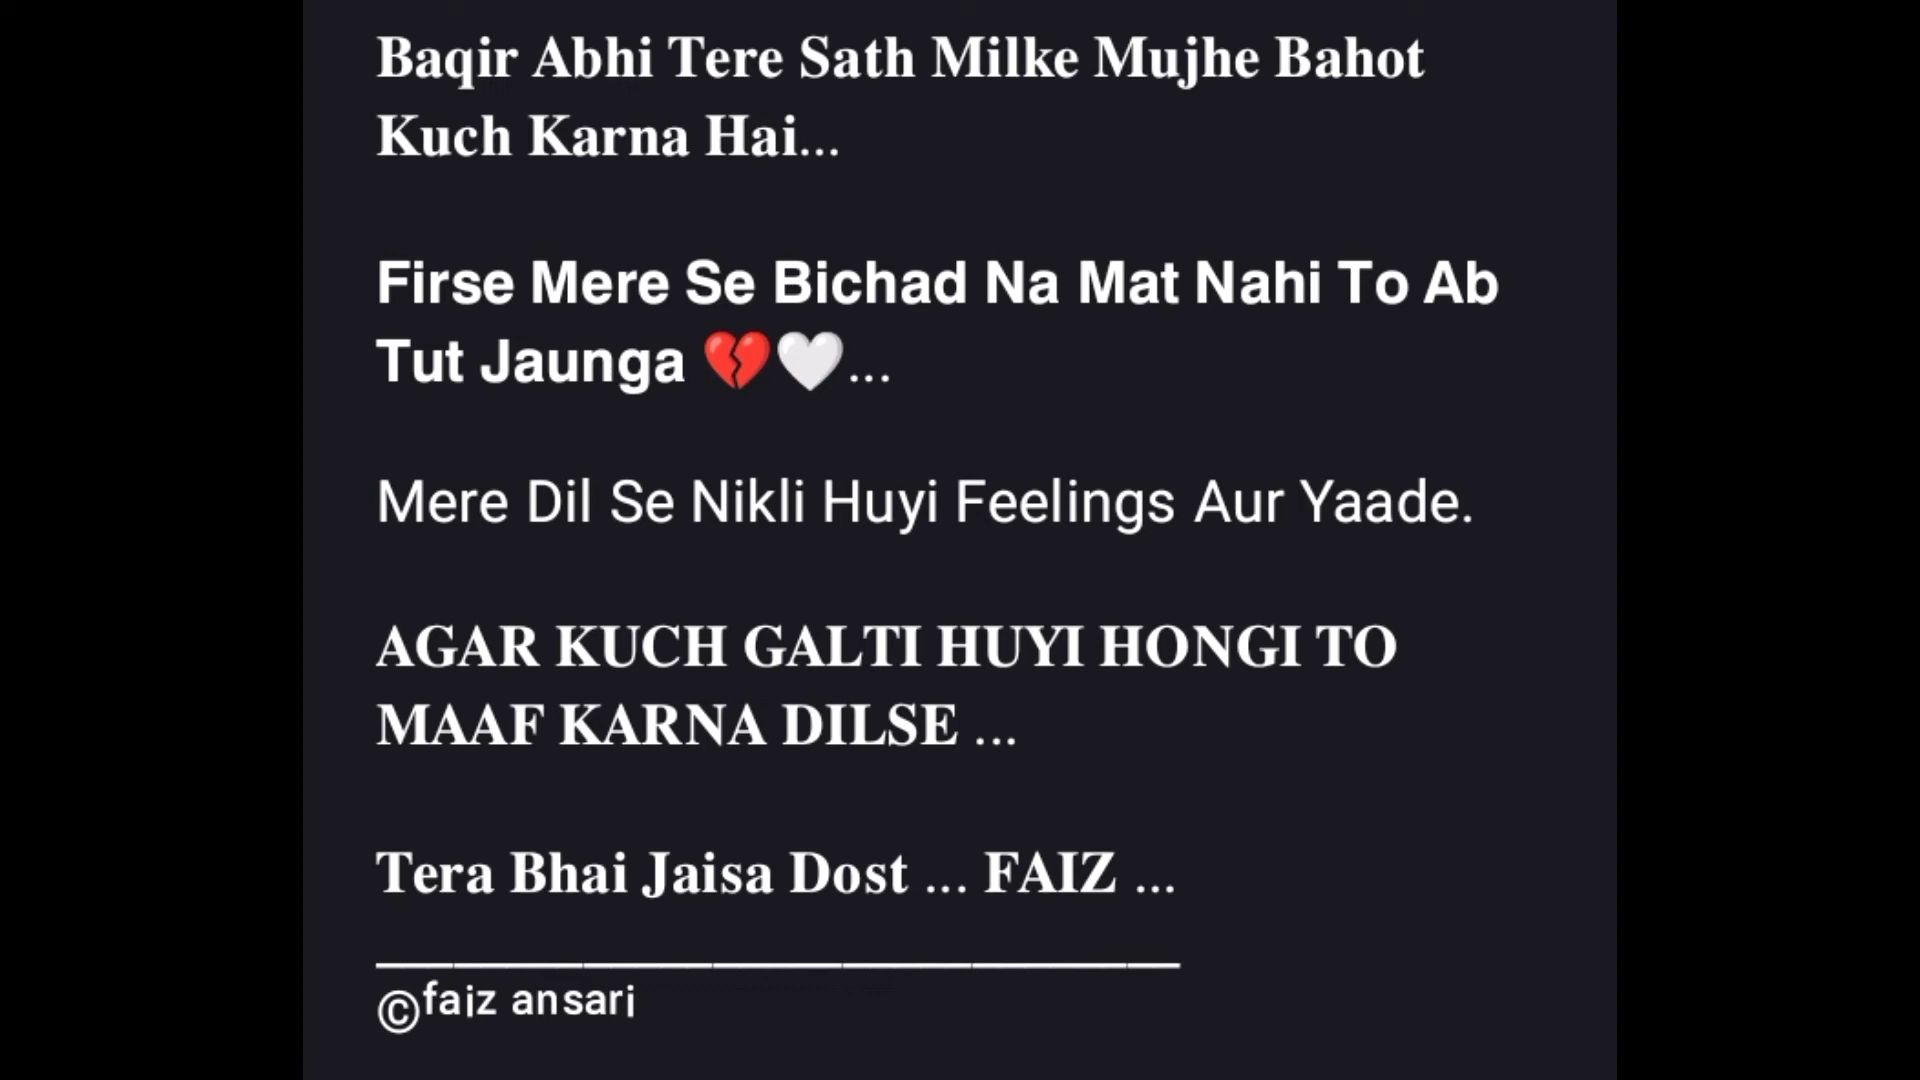 Baqir Abhi Tere Sath Milke Mujhe Bahot
Kuch Karna Hai...
Firse Mere Se Bichad Na Mat Nahi To Ab
Tut Jaunga 💔🤍...
Mere Dil Se Nikli Huyi Feelings Aur Yaade.
AGAR KUCH GALTI HUYI HONGI TO
MAAF KARNA DILSE ...
Tera Bhai Jaisa Dost ... FAIZ ...
©faiz ansari